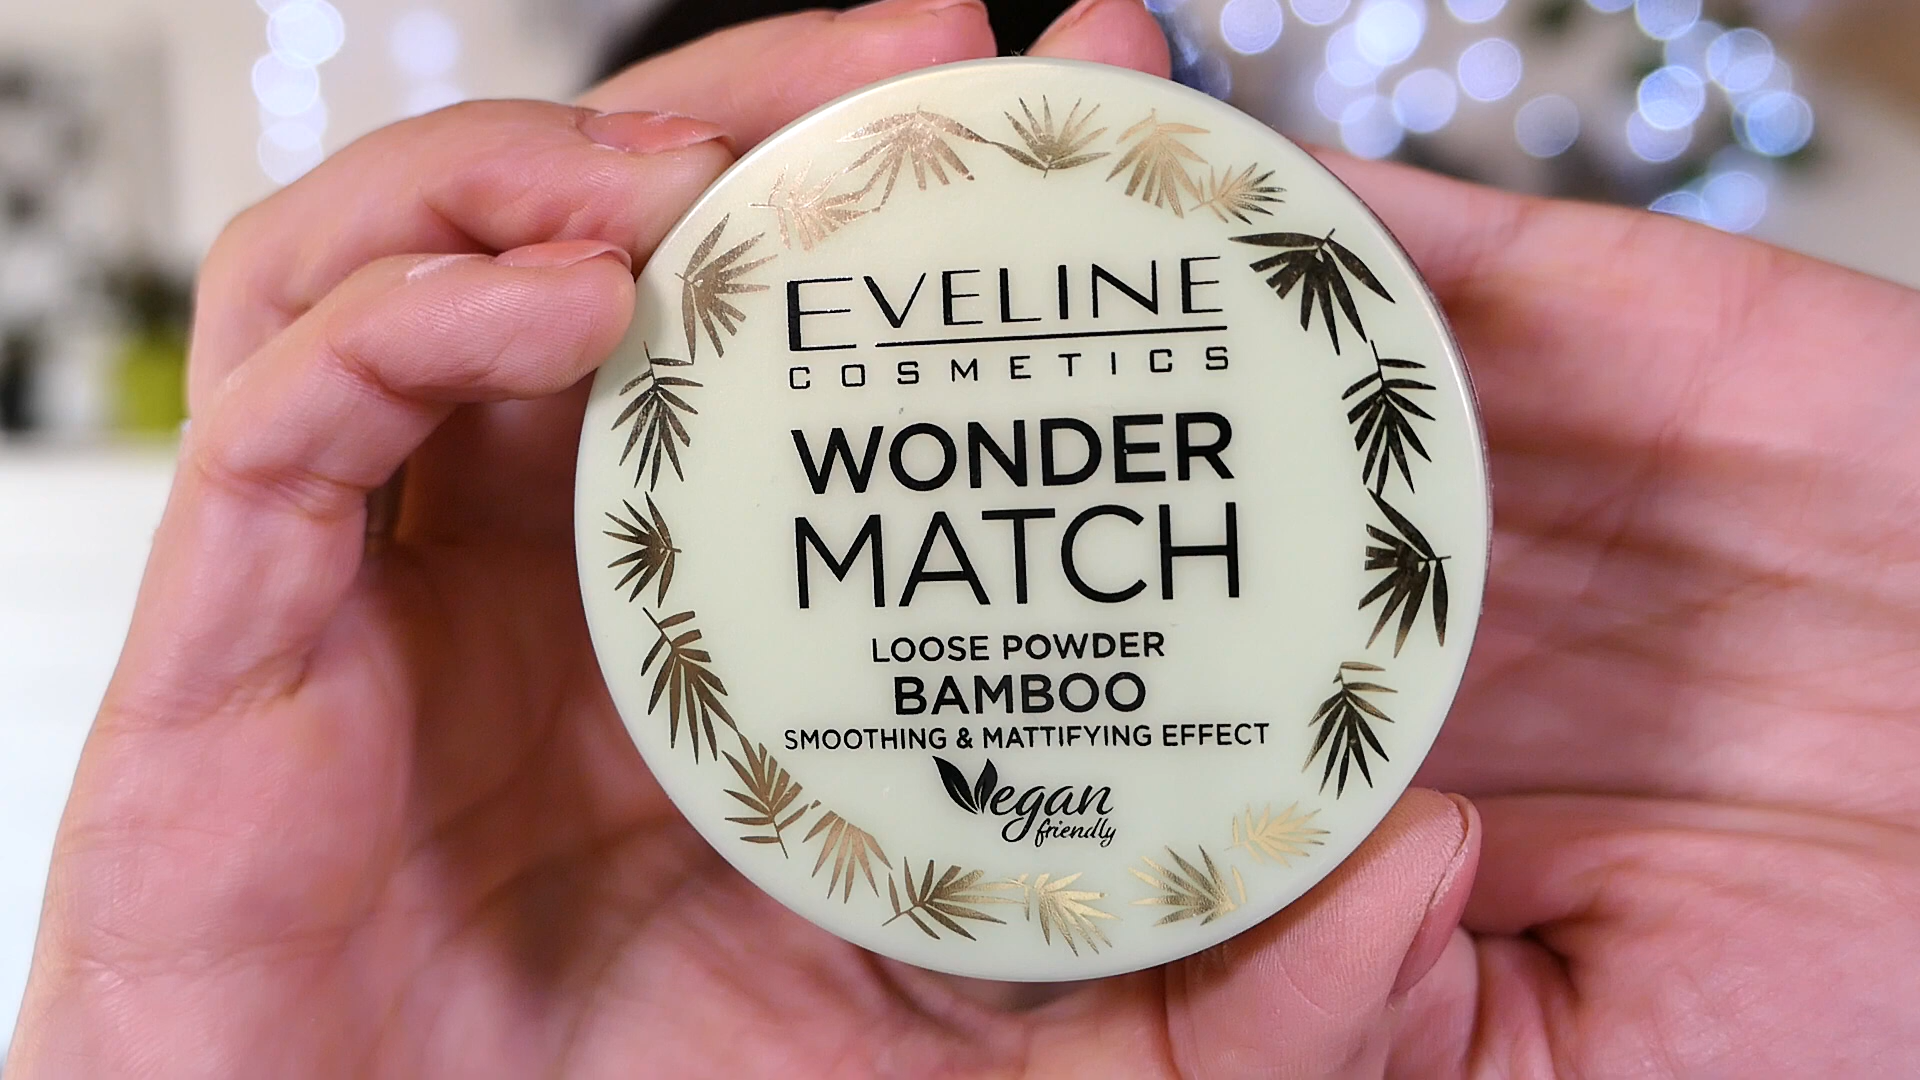 EVELINE
COSMETICS
WONDER
MATCH
LOOSE POWDER
BAMBOO
SMOOTHING & MATTIFYING EFFECT
Vegan
friendly